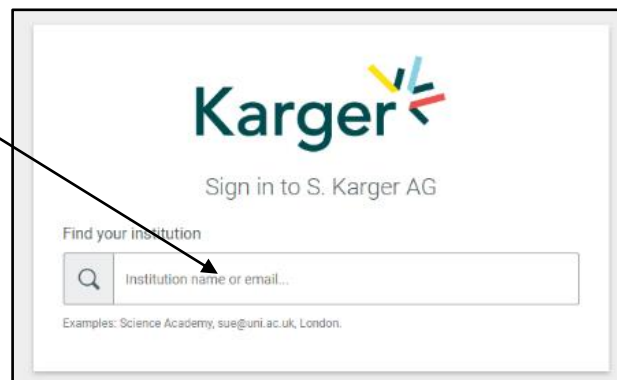 Karger
Sign in to S. Karger AG
Find your institution
Institution name or email...
Examples: Science Academy, sue@uni.ac.uk, London.